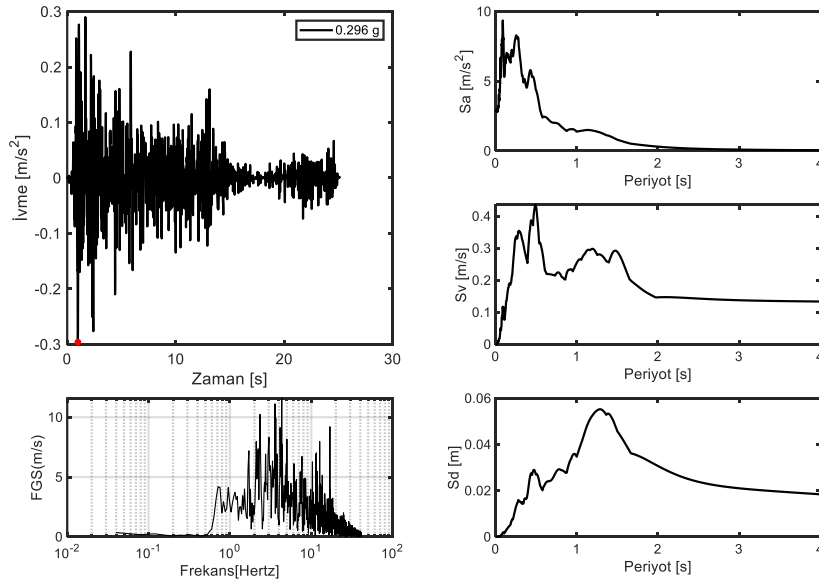 0.3
0.2
0.1
0
-0.1
-0.2
-0.3
0.296 g
İvme [m/s²]
0 10 20 30
Zaman [s]
10
5
0
Sa [m/s²]
0 1 2 3 4
Periyot [s]
0.4
0.3
0.2
0.1
0
Sv [m/s]
0 1 2 3 4
Periyot [s]
10
5
0
FGS(m/s)
10⁻² 10⁻¹ 10⁰ 10¹ 10²
Frekans[Hertz]
0.06
0.04
0.02
0
Sd [m]
0 1 2 3 4
Periyot [s]